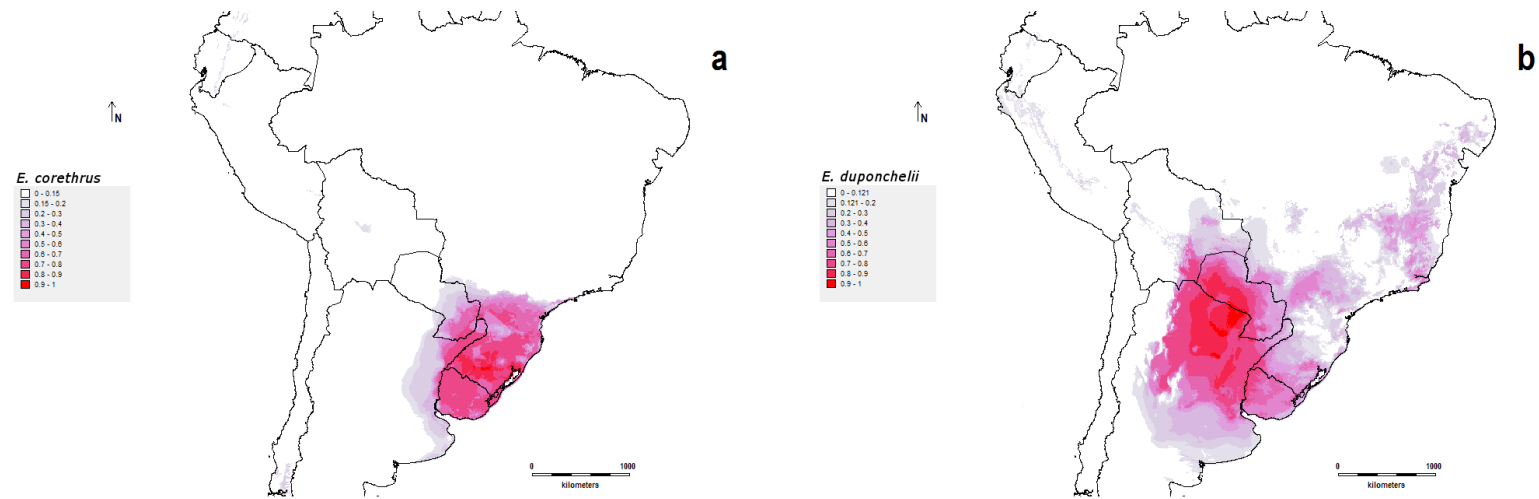 a
N
E. corethrus
0 - 0.15
0.15 - 0.2
0.2 - 0.3
0.3 - 0.4
0.4 - 0.5
0.5 - 0.6
0.6 - 0.7
0.7 - 0.8
0.8 - 0.9
0.9 - 1
0 1000
kilometers
b
N
E. duponchelii
0 - 0.121
0.121 - 0.2
0.2 - 0.3
0.3 - 0.4
0.4 - 0.5
0.5 - 0.6
0.6 - 0.7
0.7 - 0.8
0.8 - 0.9
0.9 - 1
0 1000
kilometers